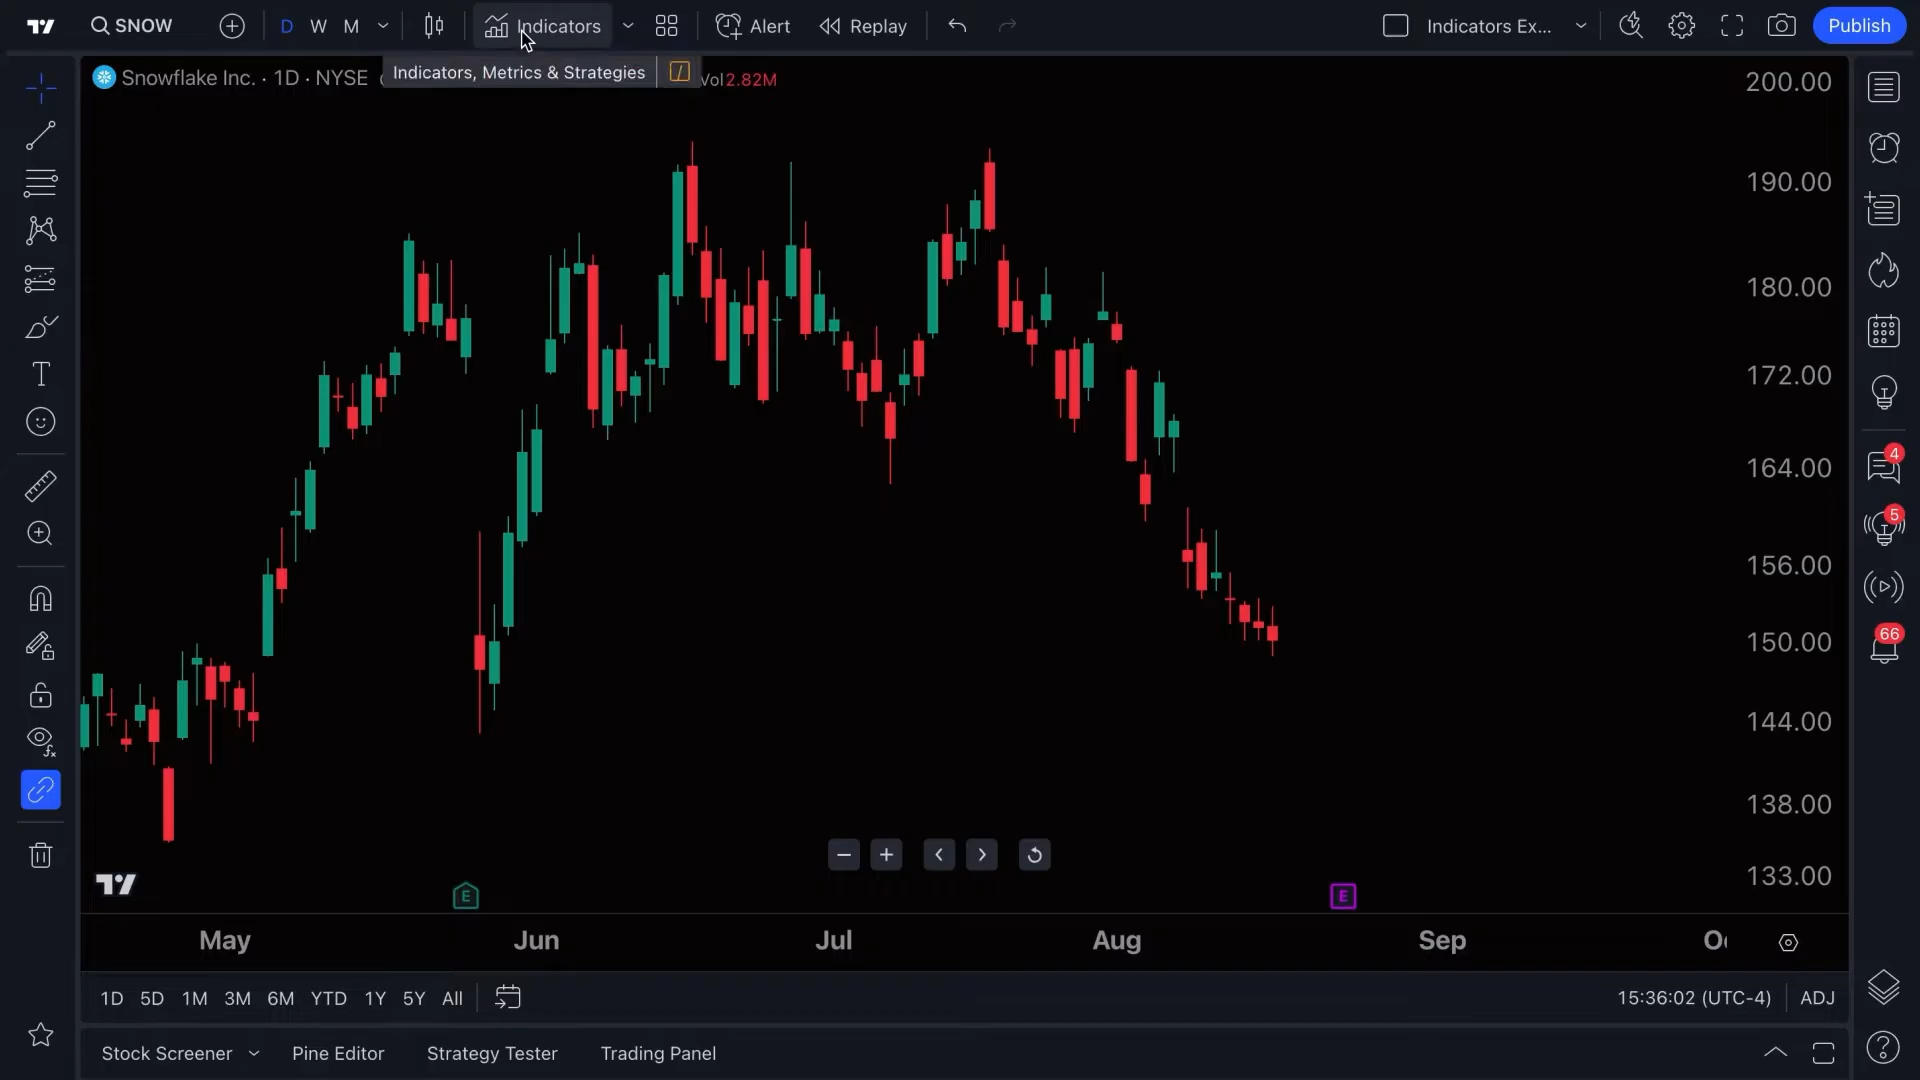 SNOW D W M Indicators Alert Replay Indicators Ex... Publish
Snowflake Inc. · 1D · NYSE Indicators, Metrics & Strategies / Vol2.82M
200.00
190.00
180.00
172.00
164.00
156.00
150.00
144.00
138.00
133.00
4
5
66
E E
May Jun Jul Aug Sep
1D 5D 1M 3M 6M YTD 1Y 5Y All 15:36:02 (UTC-4) ADJ
Stock Screener Pine Editor Strategy Tester Trading Panel